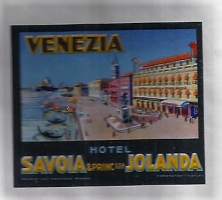 VENEZIA
HOTEL
SAVOIA & PRINC.SSA JOLANDA